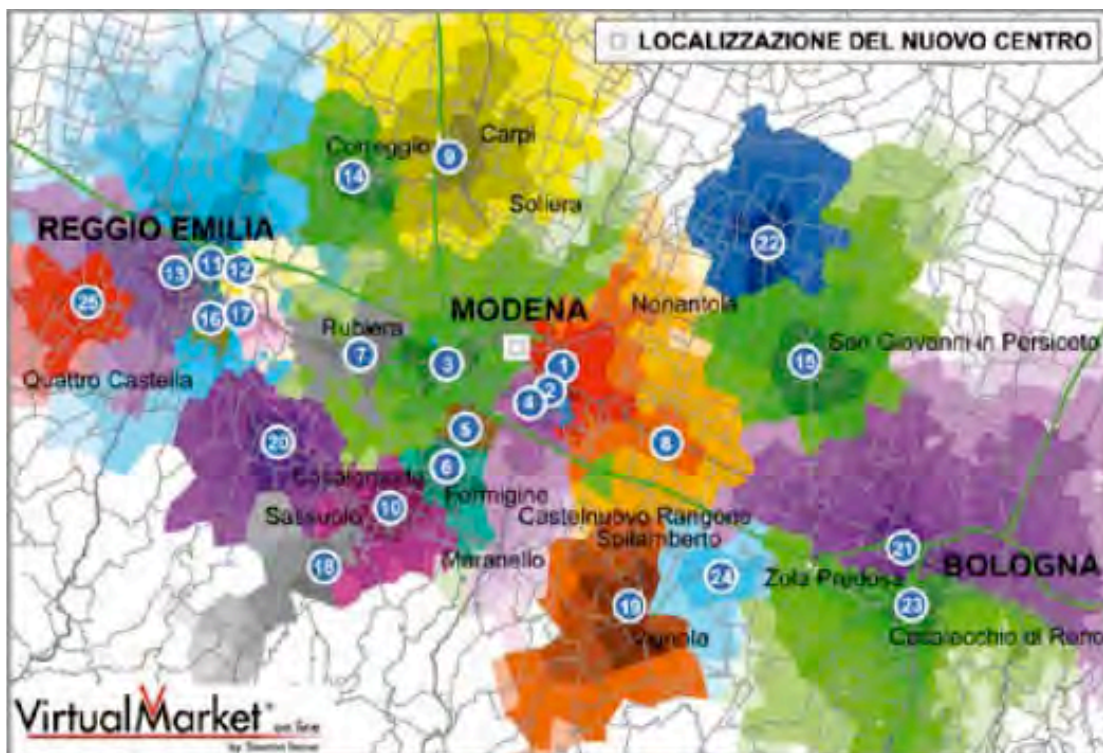 LOCALIZZAZIONE DEL NUOVO CENTRO
Correggio
14
9
Carpi
Soliera
REGGIO EMILIA
13
11
12
25
16
17
Quattro Castella
Rubiera
7
3
MODENA
1
2
4
Nonantola
22
15
San Giovanni in Persiceto
5
8
20
6
Casalgrande
Formigine
10
Sassuolo
18
Maranello
Castelnuovo Rangone
Spilamberto
24
19
Vignola
21
Zola Predosa
BOLOGNA
23
Casalecchio di Reno
VirtualMarket
on line